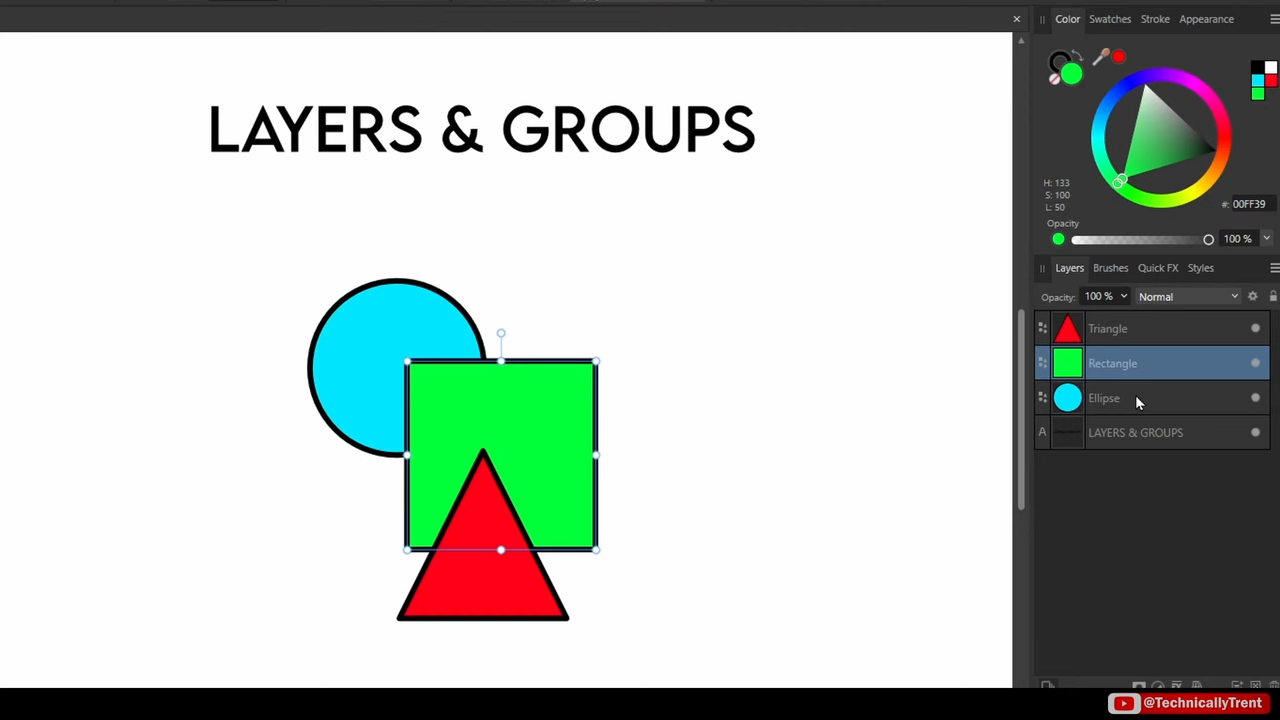 Color Swatches Stroke Appearance
LAYERS & GROUPS
H: 133
S: 100
L: 50
#: 00FF39
Opacity
100 %
Layers Brushes Quick FX Styles
Opacity: 100 % Normal
Triangle
Rectangle
Ellipse
A LAYERS & GROUPS
@TechnicallyTrent